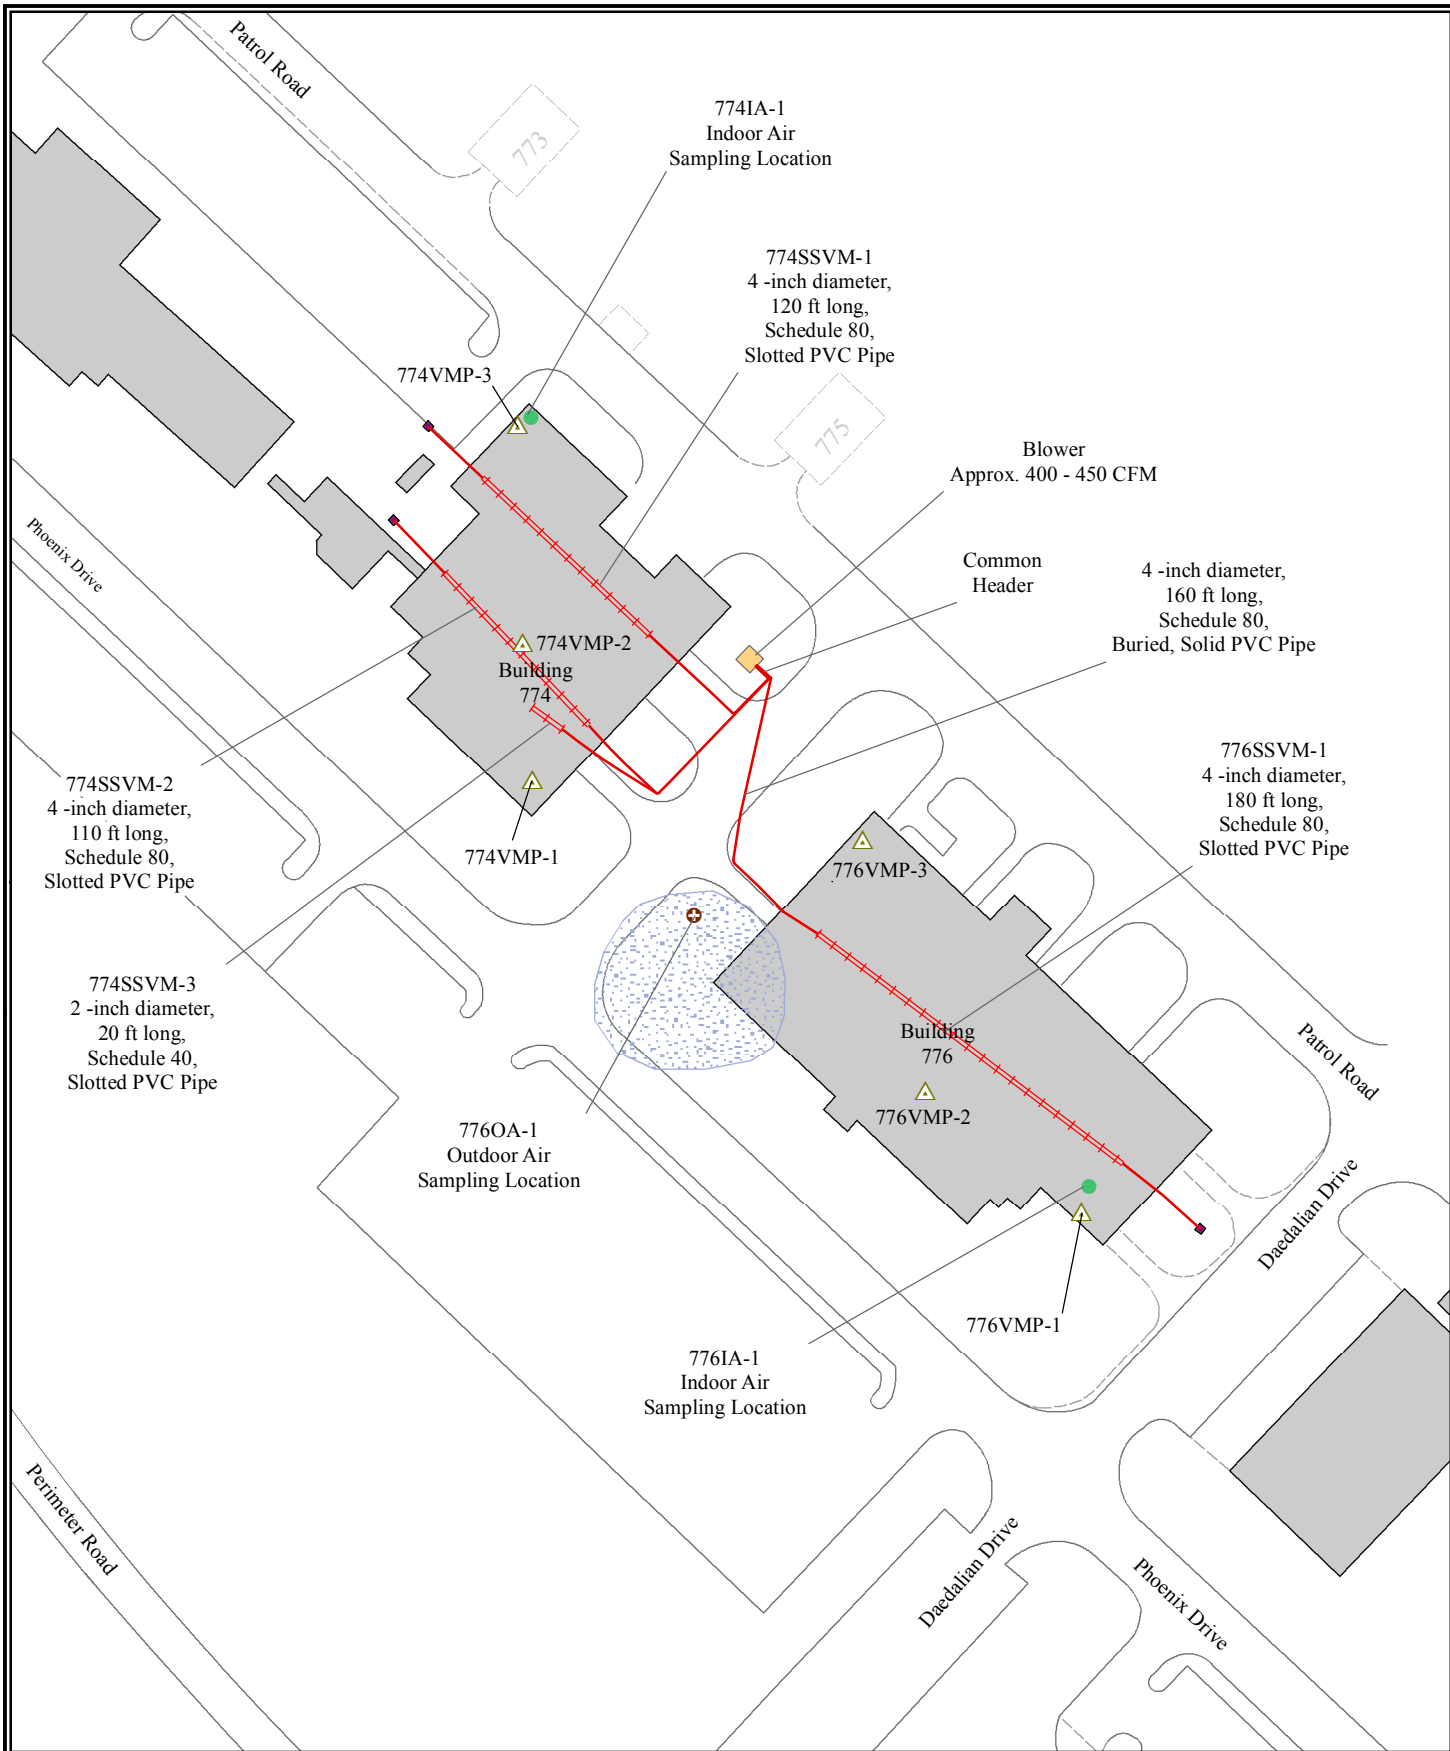 Patrol Road
773
774IA-1
Indoor Air
Sampling Location
774SSVM-1
4 -inch diameter,
120 ft long,
Schedule 80,
Slotted PVC Pipe
774VMP-3
775
Blower
Approx. 400 - 450 CFM
Phoenix Drive
Common
Header
4 -inch diameter,
160 ft long,
Schedule 80,
Buried, Solid PVC Pipe
774VMP-2
Building
774
774SSVM-2
4 -inch diameter,
110 ft long,
Schedule 80,
Slotted PVC Pipe
776SSVM-1
4 -inch diameter,
180 ft long,
Schedule 80,
Slotted PVC Pipe
774VMP-1
776VMP-3
774SSVM-3
2 -inch diameter,
20 ft long,
Schedule 40,
Slotted PVC Pipe
Building
776
Patrol Road
776VMP-2
776OA-1
Outdoor Air
Sampling Location
Daedalian Drive
776VMP-1
776IA-1
Indoor Air
Sampling Location
Perimeter Road
Daedalian Drive
Phoenix Drive